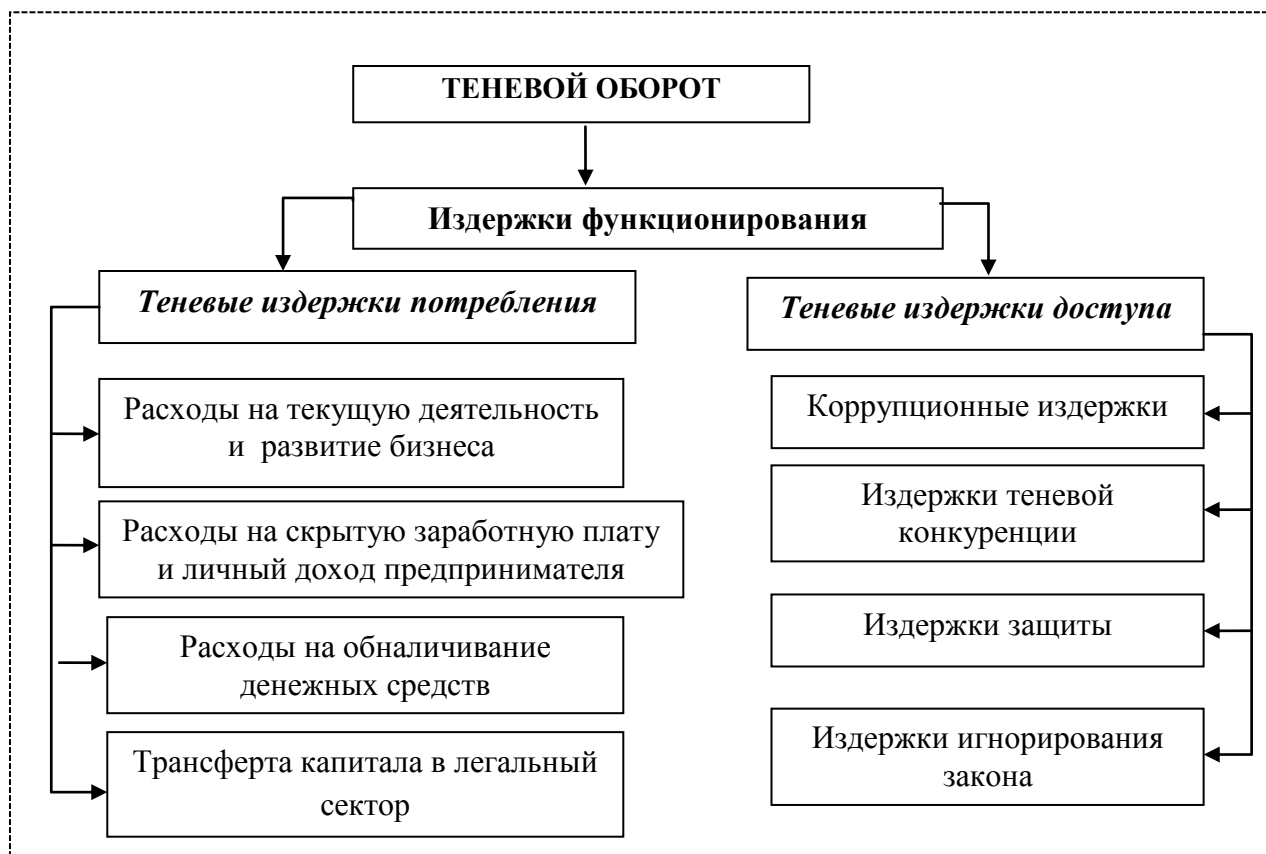 ТЕНЕВОЙ ОБОРОТ
Издержки функционирования
Теневые издержки потребления
Расходы на текущую деятельность
и развитие бизнеса
Расходы на скрытую заработную плату
и личный доход предпринимателя
Расходы на обналичивание
денежных средств
Трансферта капитала в легальный
сектор
Теневые издержки доступа
Коррупционные издержки
Издержки теневой
конкуренции
Издержки защиты
Издержки игнорирования
закона